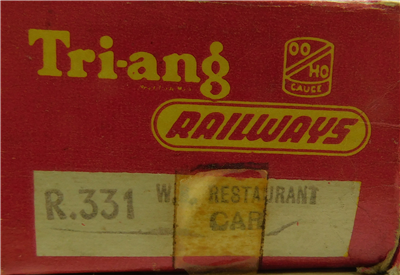 Tri-ang
OO
HO
GAUGE
RAILWAYS
R.331 W. RESTAURANT
CAR